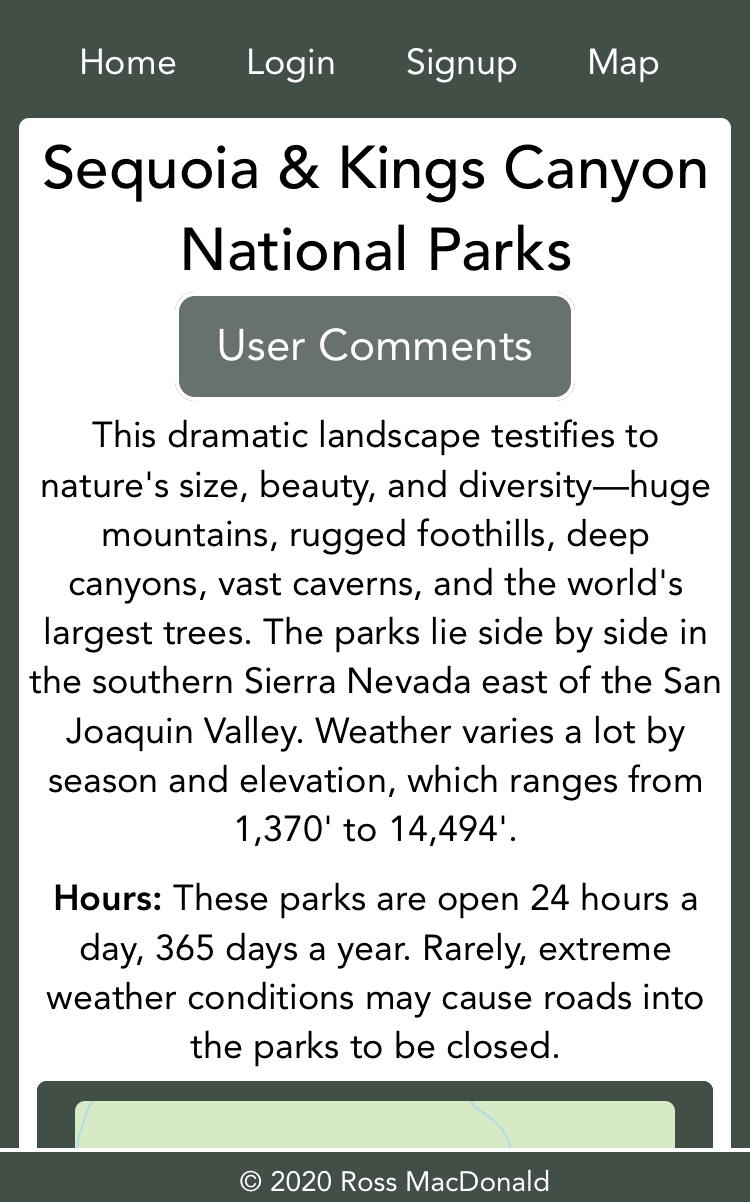 Home Login Signup Map
Sequoia & Kings Canyon
National Parks
User Comments
This dramatic landscape testifies to
nature's size, beauty, and diversity—huge
mountains, rugged foothills, deep
canyons, vast caverns, and the world's
largest trees. The parks lie side by side in
the southern Sierra Nevada east of the San
Joaquin Valley. Weather varies a lot by
season and elevation, which ranges from
1,370' to 14,494'.
Hours: These parks are open 24 hours a
day, 365 days a year. Rarely, extreme
weather conditions may cause roads into
the parks to be closed.
© 2020 Ross MacDonald